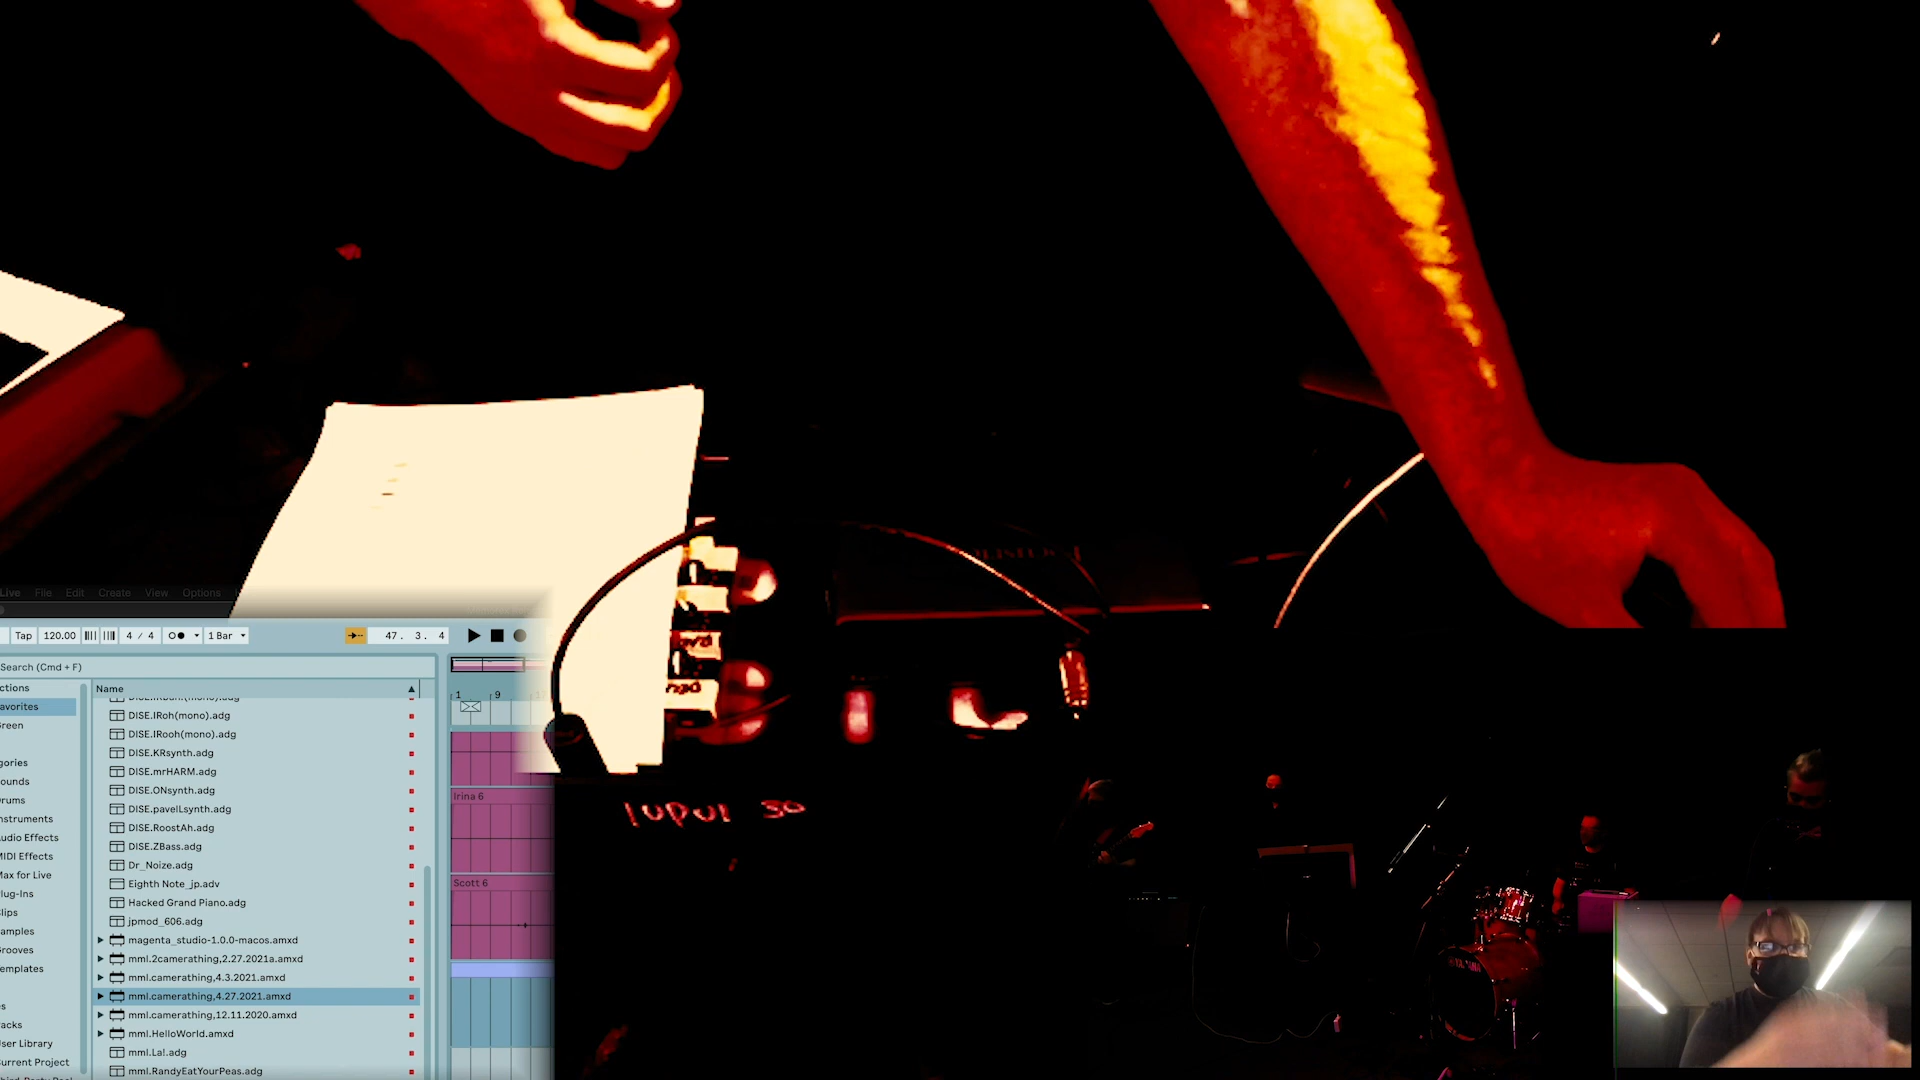 Live File Edit Create View Options
Tap 120.00 4 / 4 1 Bar 47. 3. 4
Search (Cmd + F)
ctions
avorites
reen
gories
ounds
rums
nstruments
udio Effects
MIDI Effects
Max for Live
lug-Ins
lips
amples
rooves
emplates
s
acks
ser Library
urrent Project
Name
DISE.IRoh(mono).adg
DISE.IRooh(mono).adg
DISE.KRsynth.adg
DISE.mrHARM.adg
DISE.ONsynth.adg
DISE.pavelLsynth.adg
DISE.RoostAh.adg
DISE.ZBass.adg
Dr_Noize.adg
Eighth Note_jp.adv
Hacked Grand Piano.adg
jpmod_606.adg
magenta_studio-1.0.0-macos.amxd
mml.2camerathing,2.27.2021a.amxd
mml.camerathing,4.3.2021.amxd
mml.camerathing,4.27.2021.amxd
mml.camerathing,12.11.2020.amxd
mml.HelloWorld.amxd
mml.La!.adg
mml.RandyEatYourPeas.adg
1 9
Irina 6
Scott 6